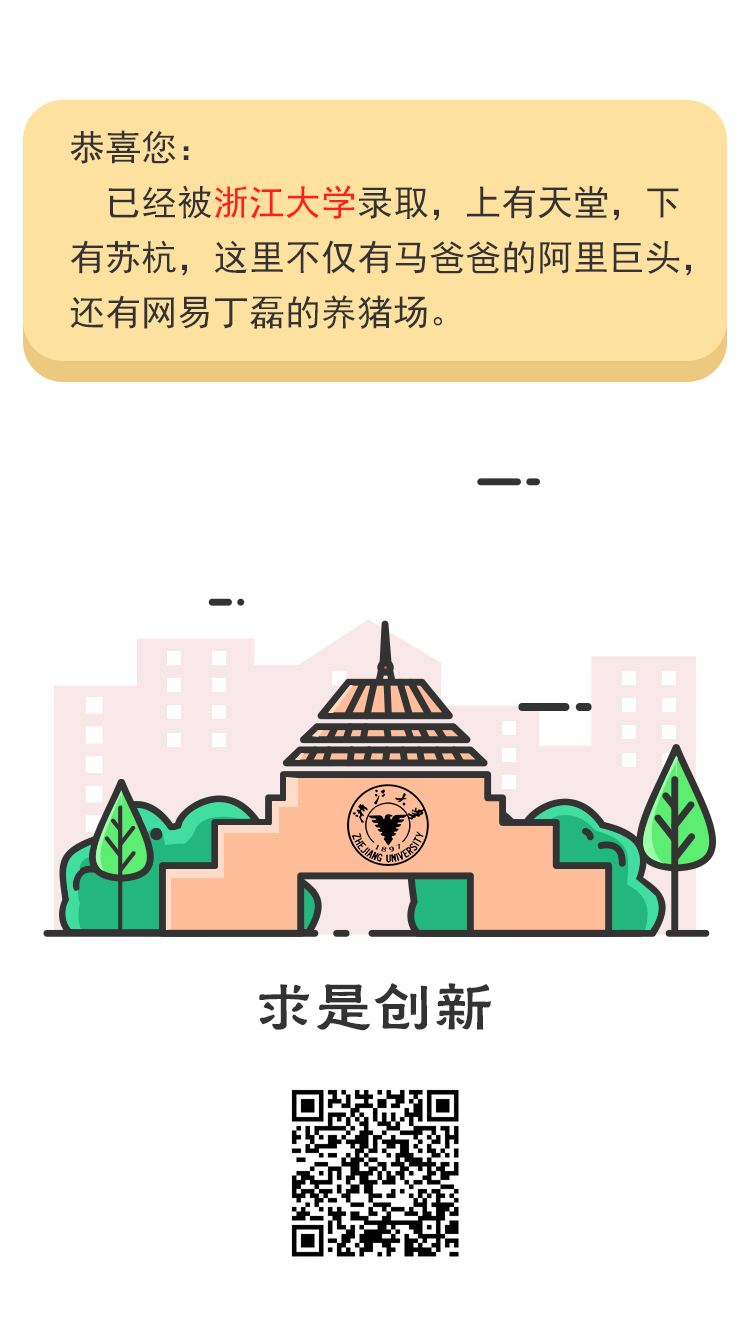 恭喜您：
已经被浙江大学录取，上有天堂，下
有苏杭，这里不仅有马爸爸的阿里巨头，
还有网易丁磊的养猪场。
浙江大学
ZHEJIANG UNIVERSITY
1897
求是创新